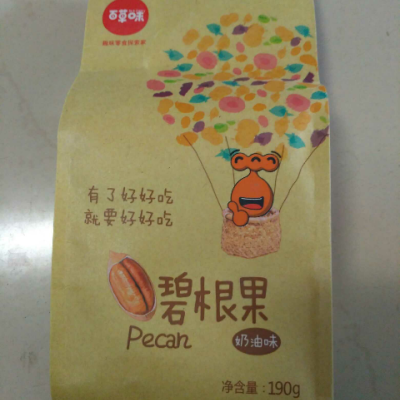 百草味
有了好好吃
就要好好吃
碧根果
Pecan
奶油味
净含量：190g